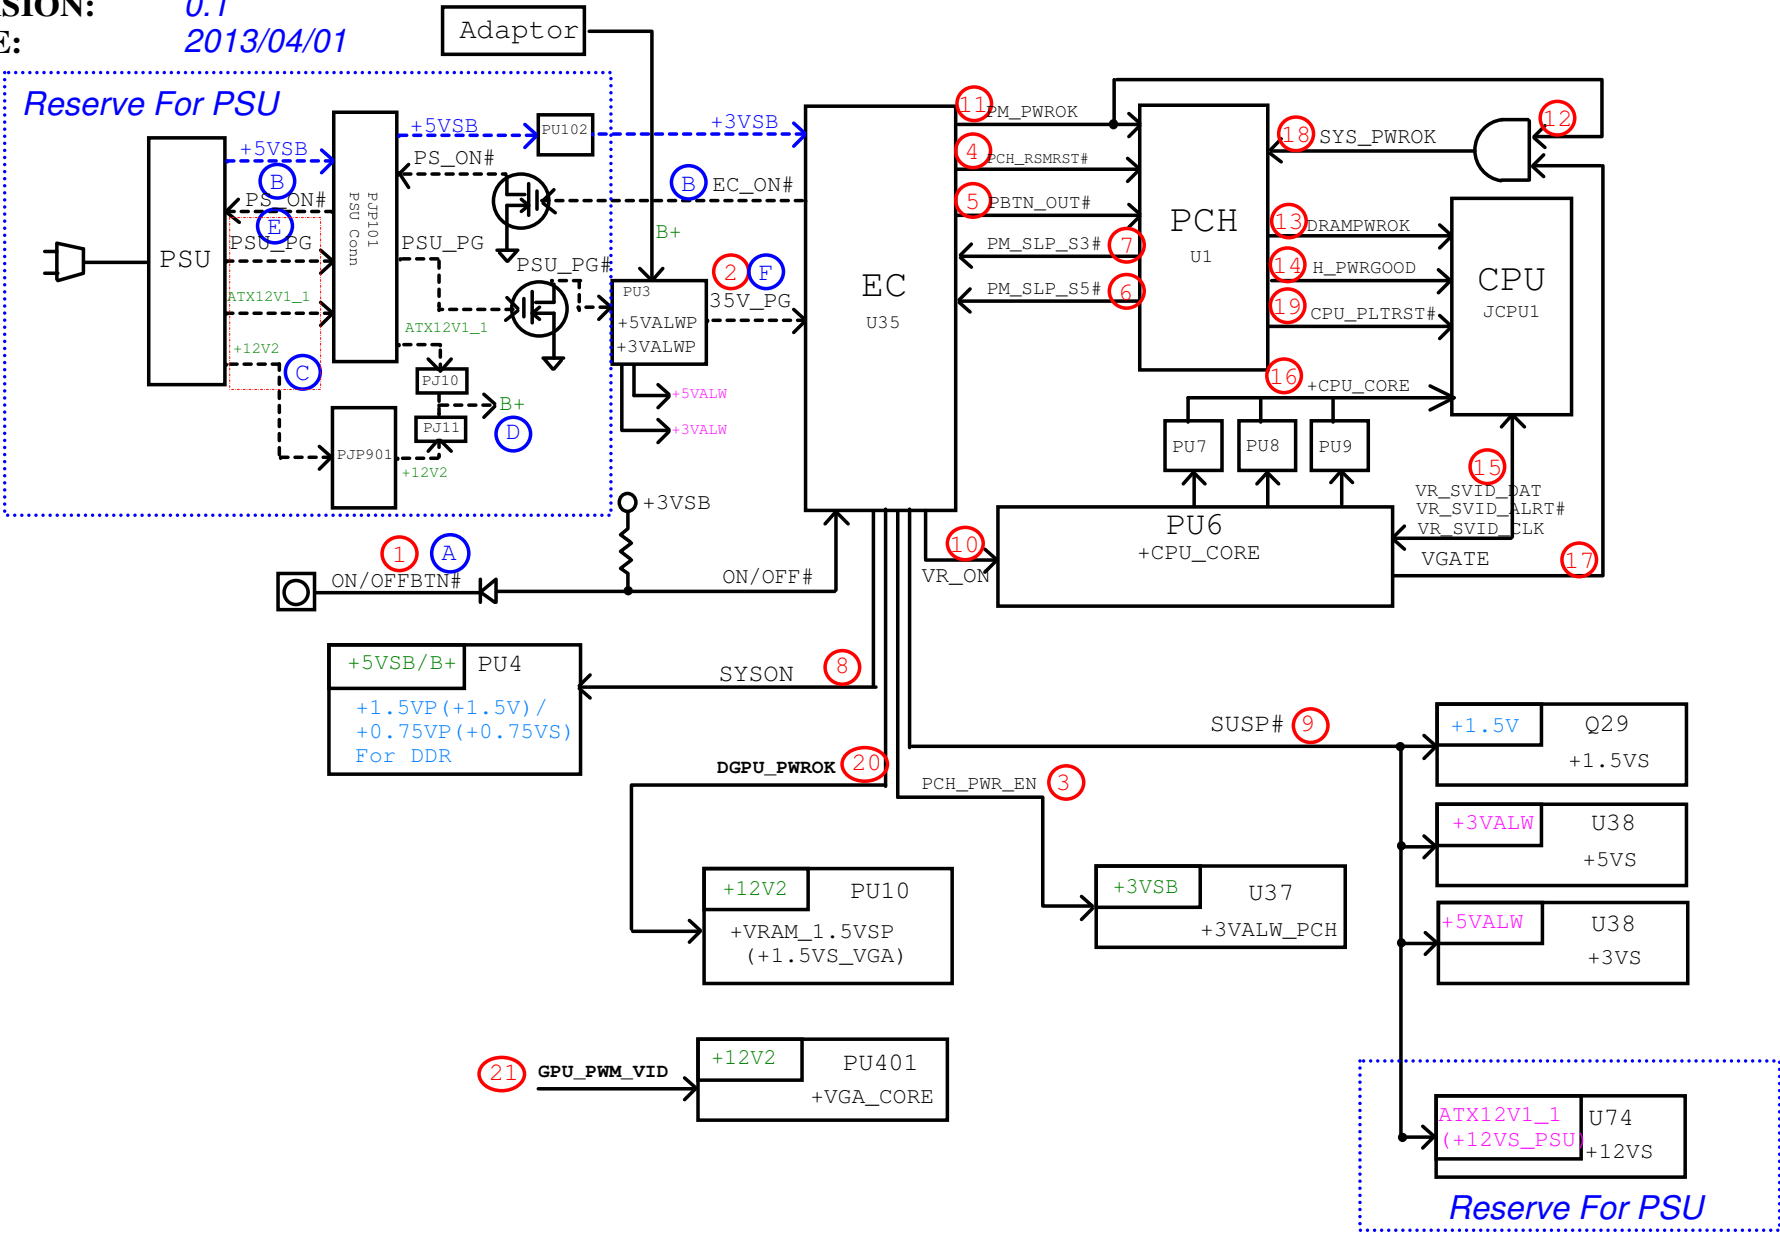 0.1
2013/04/01
Adaptor
Reserve For PSU
+5VSB
PU102
+3VSB
+5VSB
B
PS_ON#
PS_ON#
E
PSU_PG
PSU
ATX12V1_1
+12V2
C
PJP101
PSU Conn
PSU_PG
PSU_PG#
ATX12V1_1
PJ10
B+
D
PJ11
PJP901
+12V2
B EC_ON#
B+
2 F
35V_PG
PU3
+5VALWP
+3VALWP
+5VALW
+3VALW
EC
U35
11 PM_PWROK
4 PCH_RSMRST#
5 PBTN_OUT#
PM_SLP_S3# 7
PM_SLP_S5# 6
PCH
U1
18 SYS_PWROK
12
13 DRAMPWROK
14 H_PWRGOOD
19 CPU_PLTRST#
16 +CPU_CORE
CPU
JCPU1
PU7
PU8
PU9
15
VR_SVID_DAT
VR_SVID_ALRT#
VR_SVID_CLK
VGATE 17
PU6
+CPU_CORE
10
VR_ON
+3VSB
1 A
ON/OFFBTN#
ON/OFF#
+5VSB/B+ PU4
+1.5VP(+1.5V)/
+0.75VP(+0.75VS)
For DDR
SYSON 8
SUSP# 9
DGPU_PWROK 20
PCH_PWR_EN 3
+1.5V Q29
+1.5VS
+3VALW U38
+5VS
+5VALW U38
+3VS
+12V2 PU10
+VRAM_1.5VSP
(+1.5VS_VGA)
+3VSB U37
+3VALW_PCH
21 GPU_PWM_VID
+12V2 PU401
+VGA_CORE
ATX12V1_1
(+12VS_PSU)
U74
+12VS
Reserve For PSU